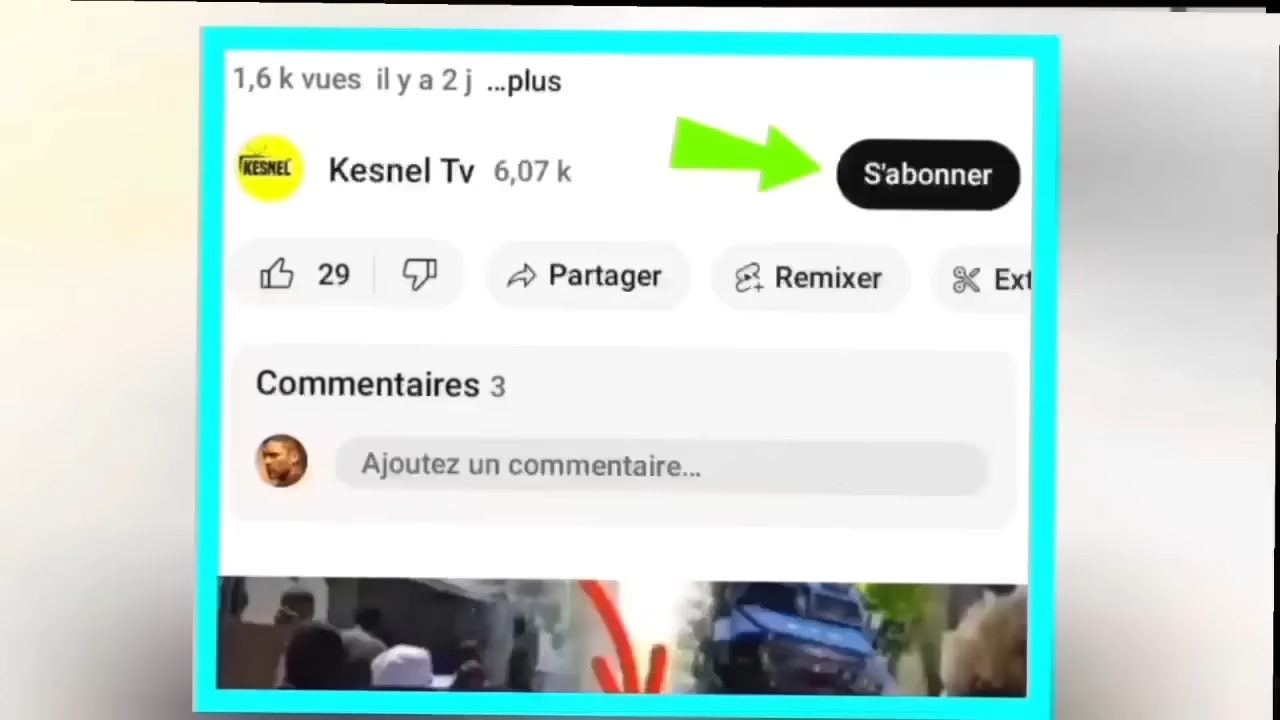 1,6 k vues il y a 2 j ...plus
KESNEL
Kesnel Tv 6,07 k
S'abonner
29
Partager
Remixer
Ext
Commentaires 3
Ajoutez un commentaire...